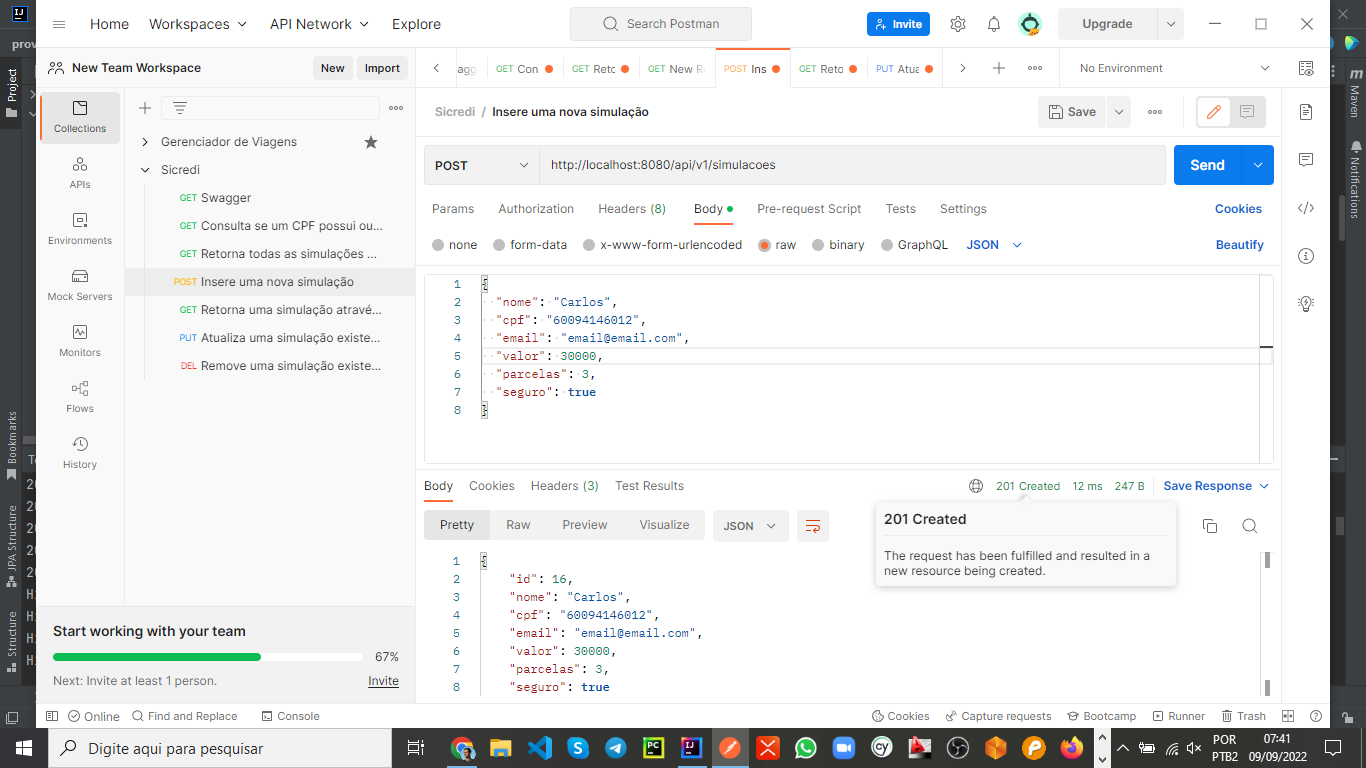 Home Workspaces API Network Explore Search Postman Invite Upgrade
prov
New Team Workspace New Import
GET Con GET Reto GET New R POST Ins GET Reto PUT Atua No Environment
Project
Maven
Notifications
Bookmarks
JPA Structure
Structure
Collections
APIs
Environments
Mock Servers
Monitors
Flows
History
Gerenciador de Viagens
Sicredi
GET Swagger
GET Consulta se um CPF possui ou...
GET Retorna todas as simulações ...
POST Insere uma nova simulação
GET Retorna uma simulação atravé...
PUT Atualiza uma simulação existe...
DEL Remove uma simulação existe...
Start working with your team
67%
Next: Invite at least 1 person. Invite
Sicredi / Insere uma nova simulação Save
POST http://localhost:8080/api/v1/simulacoes Send
Params Authorization Headers (8) Body Pre-request Script Tests Settings Cookies
none form-data x-www-form-urlencoded raw binary GraphQL JSON Beautify
1 {
2 "nome": "Carlos",
3 "cpf": "60094146012",
4 "email": "email@email.com",
5 "valor": 30000,
6 "parcelas": 3,
7 "seguro": true
8 }
Body Cookies Headers (3) Test Results 201 Created 12 ms 247 B Save Response
201 Created
The request has been fulfilled and resulted in a
new resource being created.
Pretty Raw Preview Visualize JSON
1 {
2 "id": 16,
3 "nome": "Carlos",
4 "cpf": "60094146012",
5 "email": "email@email.com",
6 "valor": 30000,
7 "parcelas": 3,
8 "seguro": true
Online Find and Replace Console Cookies Capture requests Bootcamp Runner Trash
Digite aqui para pesquisar
POR
PTB2
07:41
09/09/2022